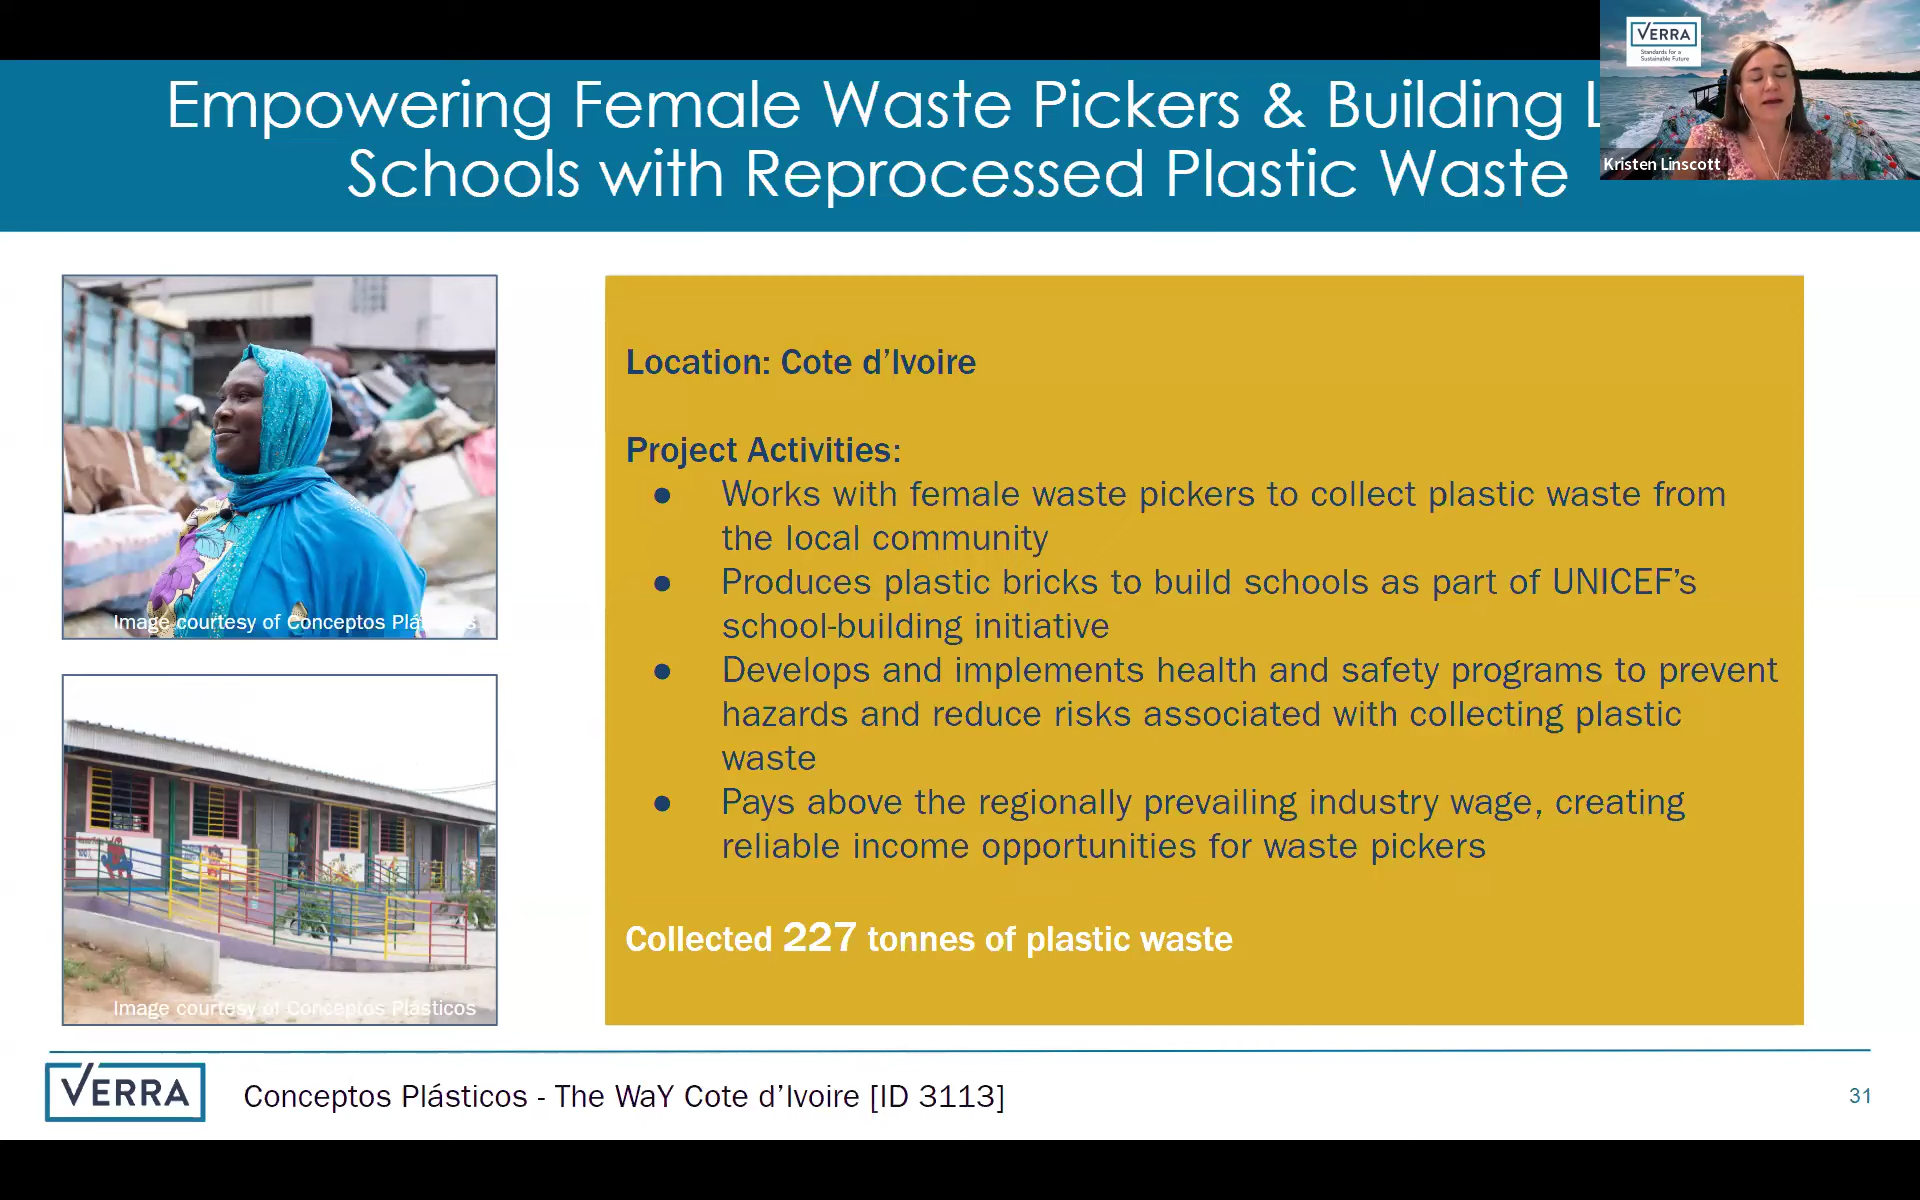 VERRA
Standards for a
Sustainable Future
Kristen Linscott
Empowering Female Waste Pickers & Building L
Schools with Reprocessed Plastic Waste
Image courtesy of Conceptos Plásticos
Image courtesy of Conceptos Plásticos
Location: Cote d’Ivoire
Project Activities:
● Works with female waste pickers to collect plastic waste from
the local community
● Produces plastic bricks to build schools as part of UNICEF’s
school-building initiative
● Develops and implements health and safety programs to prevent
hazards and reduce risks associated with collecting plastic
waste
● Pays above the regionally prevailing industry wage, creating
reliable income opportunities for waste pickers
Collected 227 tonnes of plastic waste
VERRA
Conceptos Plásticos - The WaY Cote d’Ivoire [ID 3113]
31